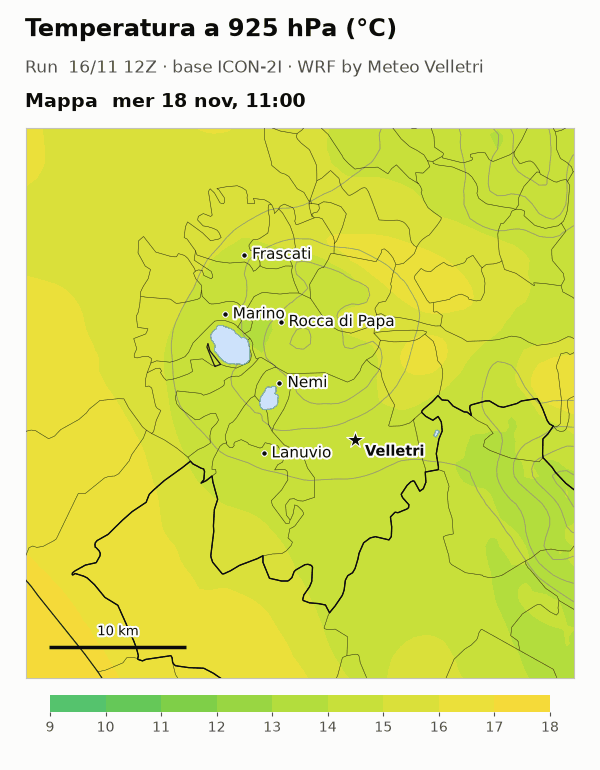 Temperatura a 925 hPa (°C)
Run  16/11 12Z · base ICON-2I · WRF by Meteo Velletri
Mappa  mer 18 nov, 11:00
Frascati
Marino
Rocca di Papa
Nemi
Velletri
Lanuvio
10 km
9 10 11 12 13 14 15 16 17 18